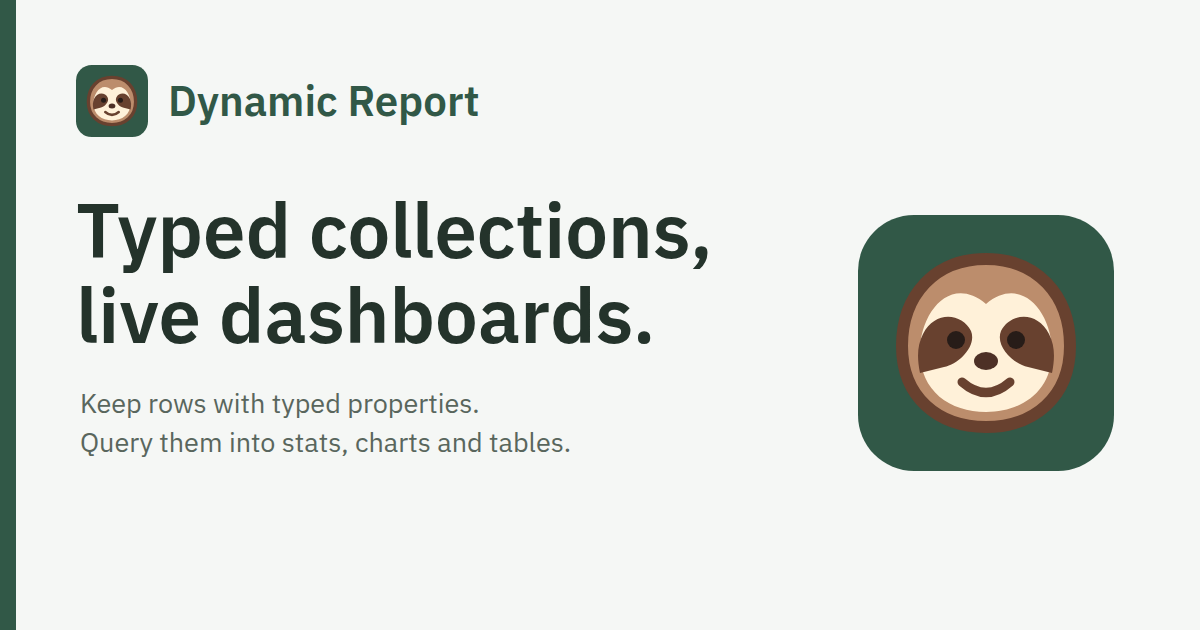 Dynamic Report
Typed collections,
live dashboards.
Keep rows with typed properties.
Query them into stats, charts and tables.